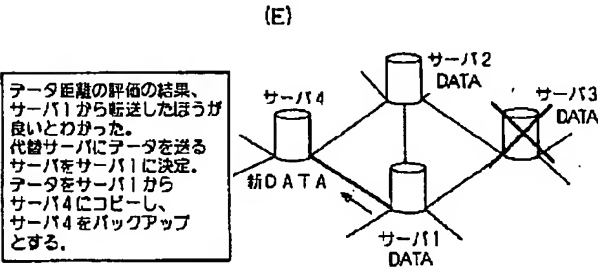 (E)
データ距離の評価の結果、
サーバ1から転送したほうが
良いとわかった。
代替サーバにデータを送る
サーバをサーバ1に決定。
データをサーバ1から
サーバ4にコピーし、
サーバ4をバックアップ
とする.
サーバ2
DATA
サーバ4
サーバ3
DATA
新DATA
サーバ1
DATA